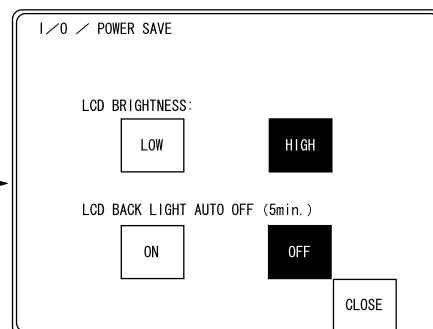 I／O ／ POWER SAVE
LCD BRIGHTNESS:
LOW HIGH
LCD BACK LIGHT AUTO OFF (5min.)
ON OFF
CLOSE